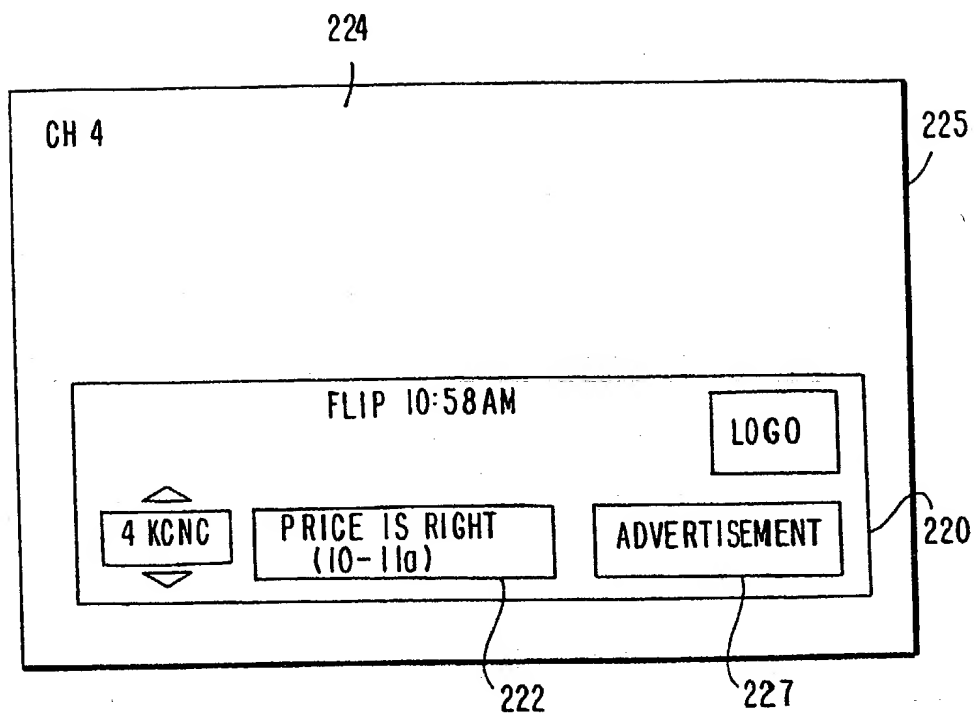 224
CH 4
225
FLIP 10:58AM
LOGO
4 KCNC
PRICE IS RIGHT
(10-11a)
ADVERTISEMENT
220
222
227